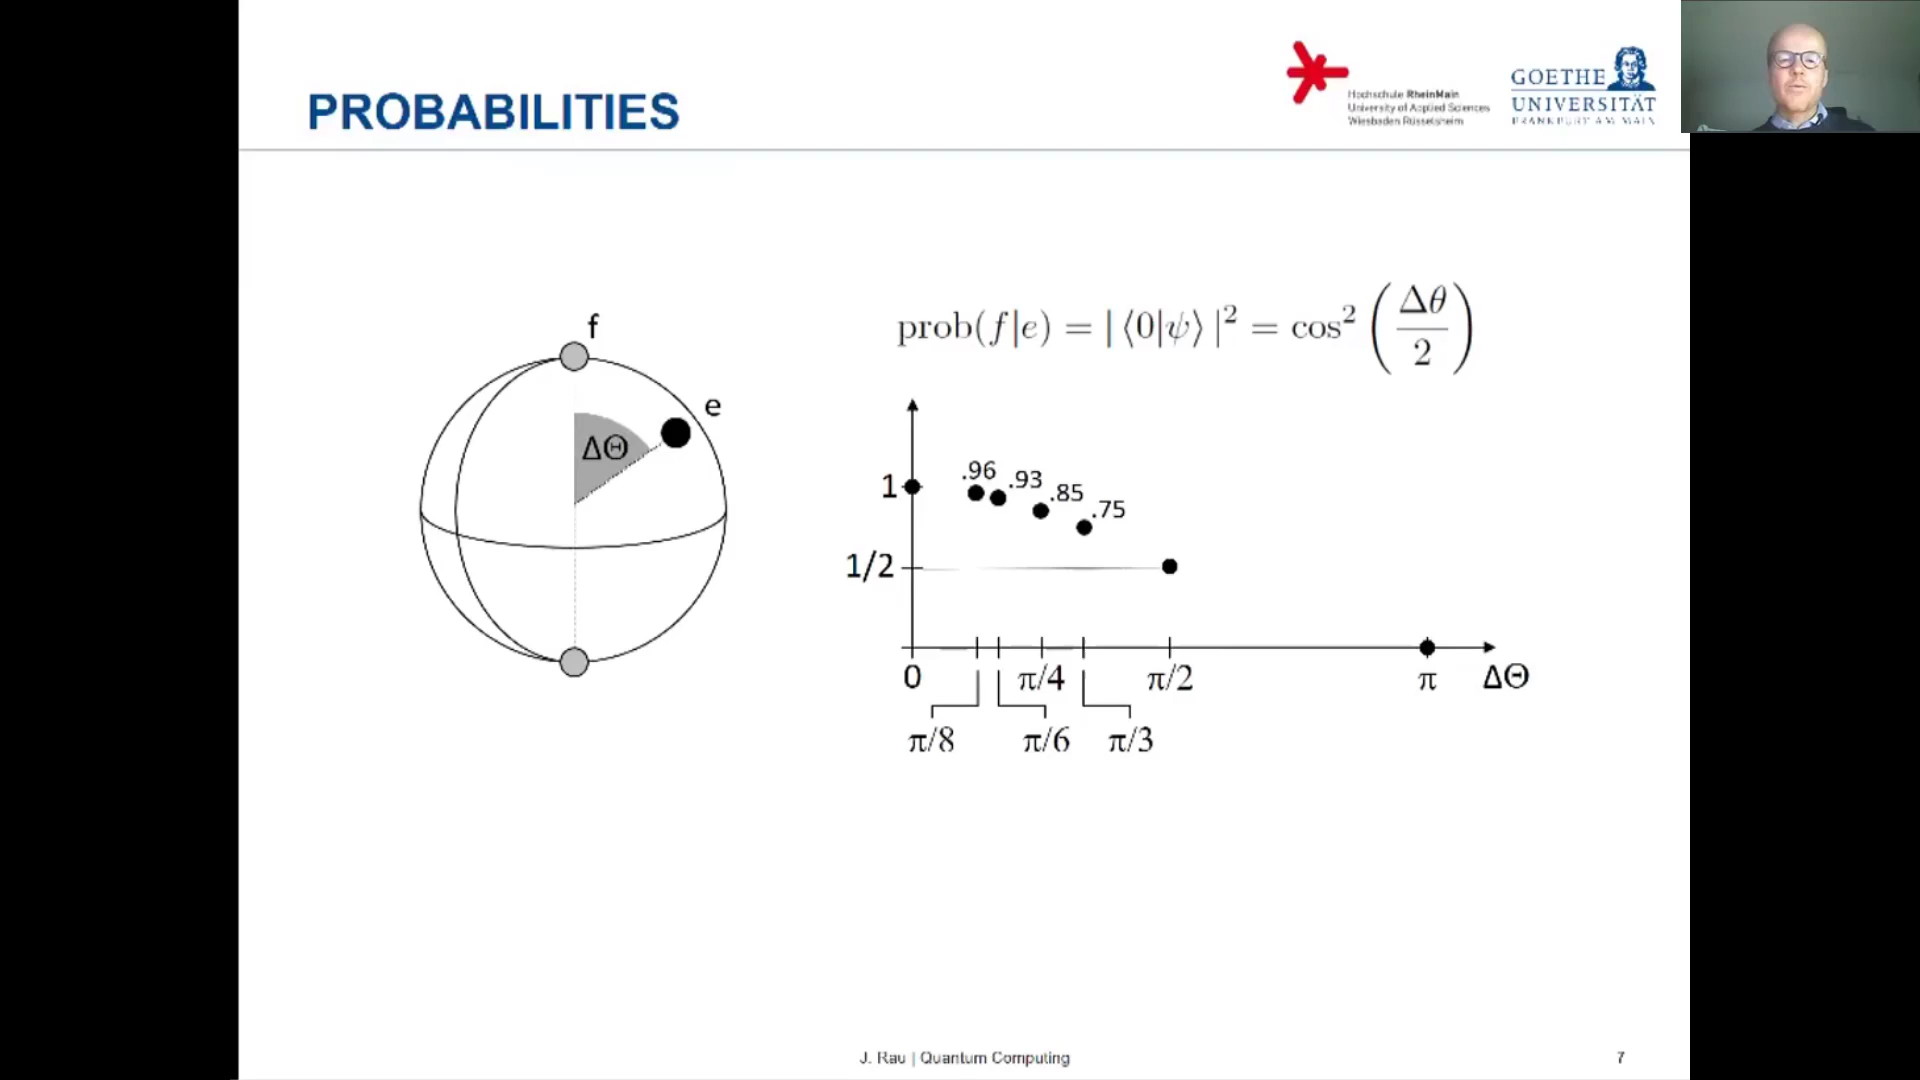 PROBABILITIES
Hochschule RheinMain
University of Applied Sciences
Wiesbaden Rüsselsheim
GOETHE
UNIVERSITÄT
FRANKFURT AM MAIN
f
e
ΔΘ
prob(f|e) = |⟨0|ψ⟩|² = cos² (Δθ/2)
.96
.93
.85
.75
1
1/2
0
π/4
π/2
π
ΔΘ
π/8
π/6
π/3
J. Rau | Quantum Computing
7